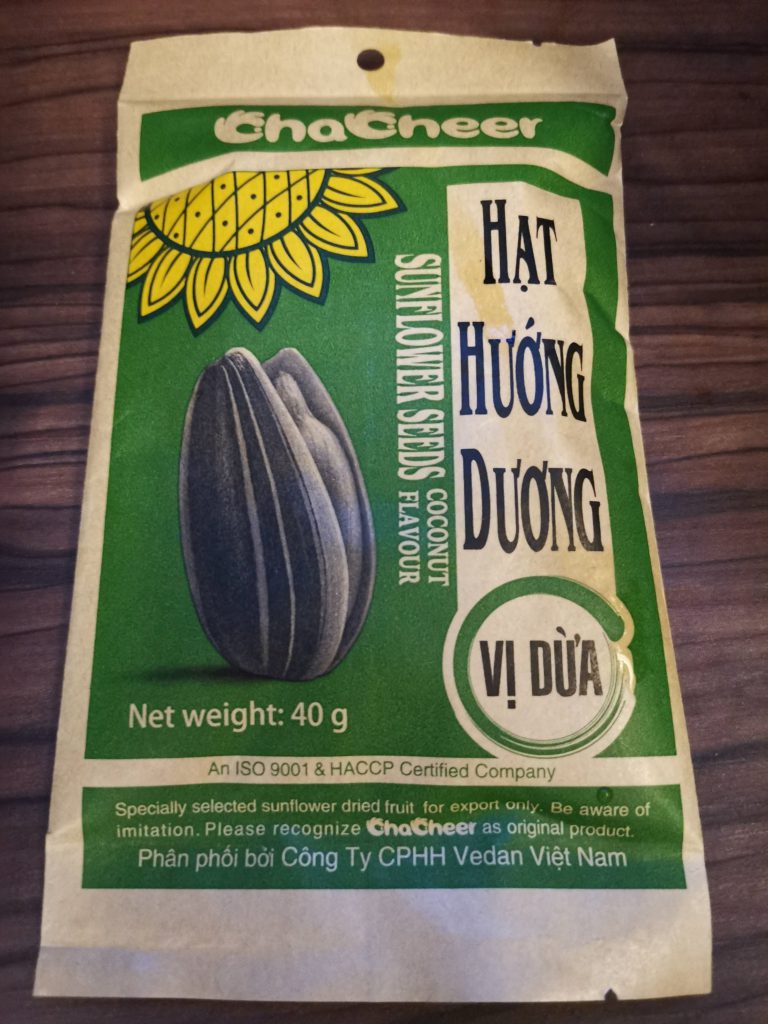 ChaCheer
HẠT
HƯỚNG
DƯƠNG
SUNFLOWER SEEDS
COCONUT
FLAVOUR
VỊ DỪA
Net weight: 40 g
An ISO 9001 & HACCP Certified Company
Specially selected sunflower dried fruit for export only. Be aware of
imitation. Please recognize ChaCheer as original product.
Phân phối bởi Công Ty CPHH Vedan Việt Nam